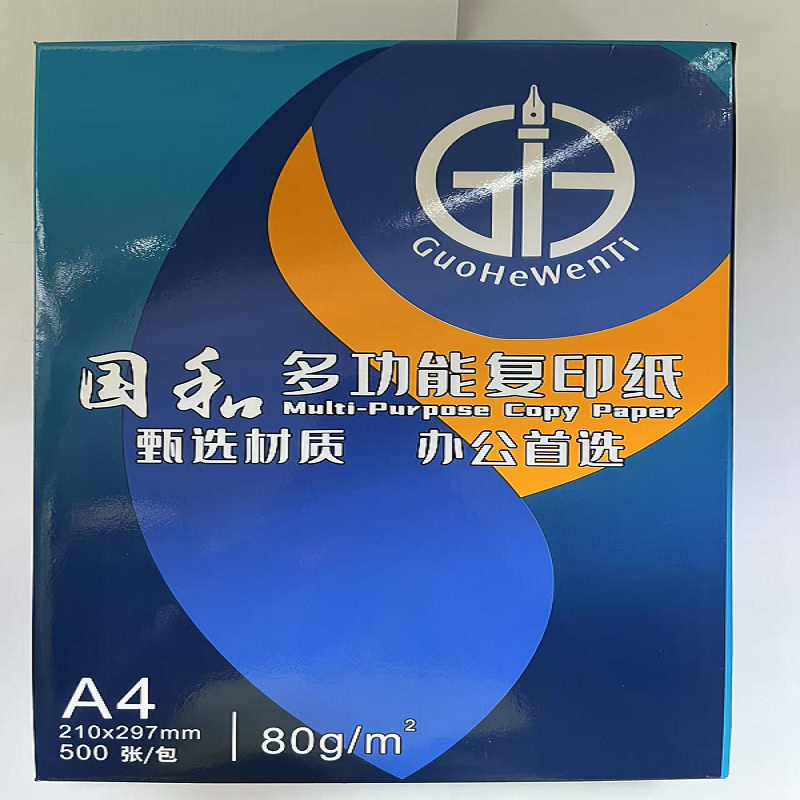 GuoHeWenTi
国和 多功能复印纸
Multi-Purpose Copy Paper
甄选材质 办公首选
A4
210x297mm
500 张/包
80g/m²